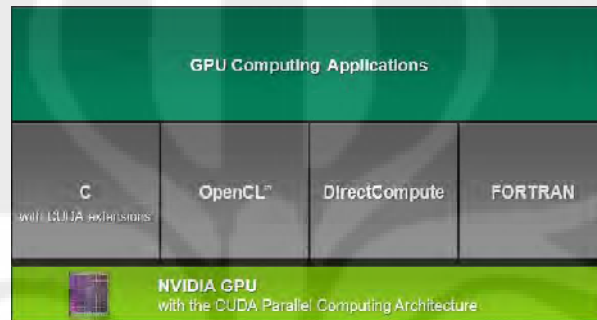 GPU Computing Applications
C
with CUDA extensions
OpenCL™
DirectCompute
FORTRAN
NVIDIA GPU
with the CUDA Parallel Computing Architecture